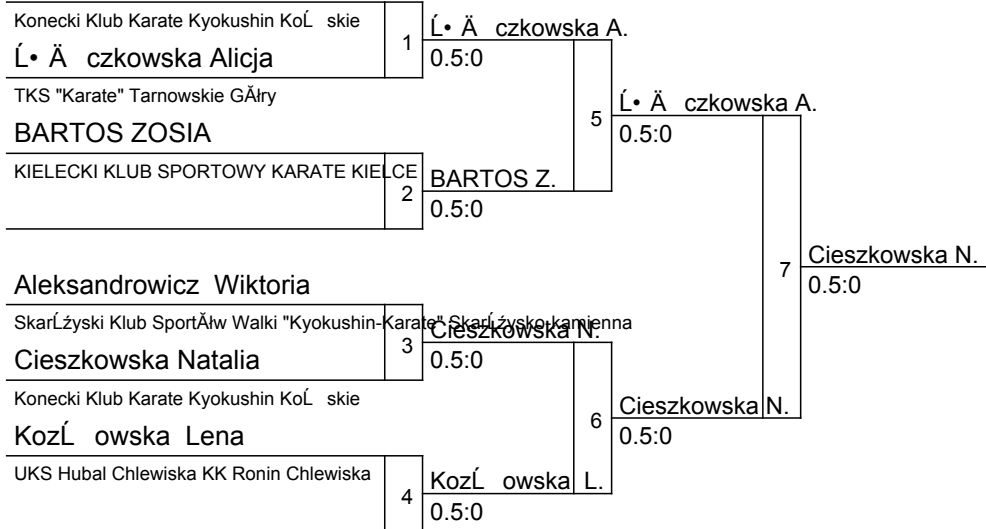 Konecki Klub Karate Kyokushin KoĹ skie
1
Ĺ• Ä czkowska A.
Ĺ• Ä czkowska Alicja
0.5:0
TKS "Karate" Tarnowskie GĂłry
5
Ĺ• Ä czkowska A.
BARTOS ZOSIA
0.5:0
KIELECKI KLUB SPORTOWY KARATE KIELCE
2
BARTOS Z.
0.5:0
7
Cieszkowska N.
Aleksandrowicz Wiktoria
0.5:0
SkarĹźyski Klub SportĂłw Walki "Kyokushin-Karate" SkarĹźysko-kamienna
3
Cieszkowska N.
Cieszkowska Natalia
0.5:0
Konecki Klub Karate Kyokushin KoĹ skie
6
Cieszkowska N.
KozĹ owska Lena
0.5:0
UKS Hubal Chlewiska KK Ronin Chlewiska
4
KozĹ owska L.
0.5:0